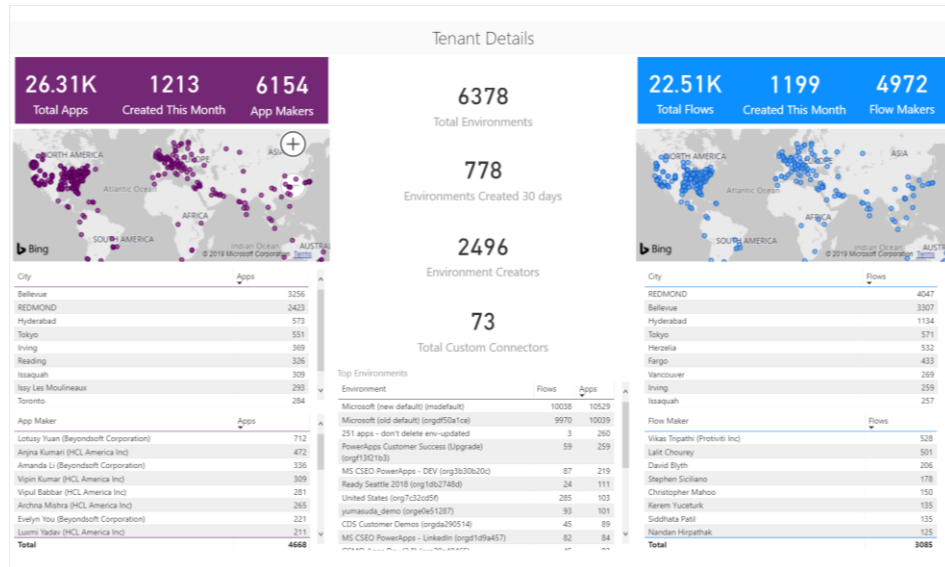 Tenant Details
26.31K
Total Apps
1213
Created This Month
6154
App Makers
6378
Total Environments
778
Environments Created 30 days
2496
Environment Creators
73
Total Custom Connectors
22.51K
Total Flows
1199
Created This Month
4972
Flow Makers
NORTH AMERICA
EUROPE
ASIA
Atlantic Ocean
AFRICA
SOUTH AMERICA
Indian Ocean
AUSTRA
Bing
© 2019 Microsoft Corporation Terms
NORTH AMERICA
EUROPE
ASIA
Atlantic Ocean
AFRICA
SOUTH AMERICA
Indian Ocean
AUST
Bing
© 2019 Microsoft Corporation Terms
City Apps
Bellevue 3256
REDMOND 2423
Hyderabad 573
Tokyo 551
Irving 369
Reading 326
Issaquah 309
Issy Les Moulineaux 293
Toronto 284
App Maker Apps
Lotusy Yuan (Beyondsoft Corporation) 712
Anjna Kumari (HCL America Inc) 472
Amanda Li (Beyondsoft Corporation) 336
Vipin Kumar (HCL America Inc) 309
Vipul Babbar (HCL America Inc) 281
Archna Mishra (HCL America Inc) 265
Evelyn You (Beyondsoft Corporation) 221
Luxmi Yadav (HCL America Inc) 211
Total 4668
Top Environments
Environment Flows Apps
Microsoft (new default) (msdefault) 10038 10529
Microsoft (old default) (orgdf50a1ce) 9970 10039
251 apps - don't delete env-updated 3 260
PowerApps Customer Success (Upgrade) 59 259
(orgf13f21b3)
MS CSEO PowerApps - DEV (org3b30b20c) 87 219
Ready Seattle 2018 (org1db2748d) 24 111
United States (org7c32cd5f) 285 103
yumasuda_demo (orge0e51287) 93 101
CDS Customer Demos (orgda290514) 45 89
MS CSEO PowerApps - LinkedIn (orgd1d9a457) 82 84
City Flows
REDMOND 4047
Bellevue 3307
Hyderabad 1134
Tokyo 571
Herzelia 532
Fargo 433
Vancouver 269
Irving 259
Issaquah 257
Flow Maker Flows
Vikas Tripathi (Protiviti Inc) 528
Lalit Chourey 501
David Blyth 206
Stephen Siciliano 178
Christopher Mahoo 150
Kerem Yuceturk 135
Siddhata Patil 135
Nandan Hirpathak 125
Total 3085